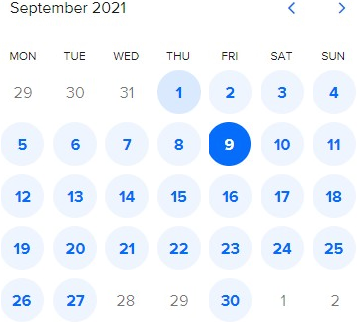 September 2021
MON TUE WED THU FRI SAT SUN
29 30 31 1 2 3 4
5 6 7 8 9 10 11
12 13 14 15 16 17 18
19 20 21 22 23 24 25
26 27 28 29 30 1 2